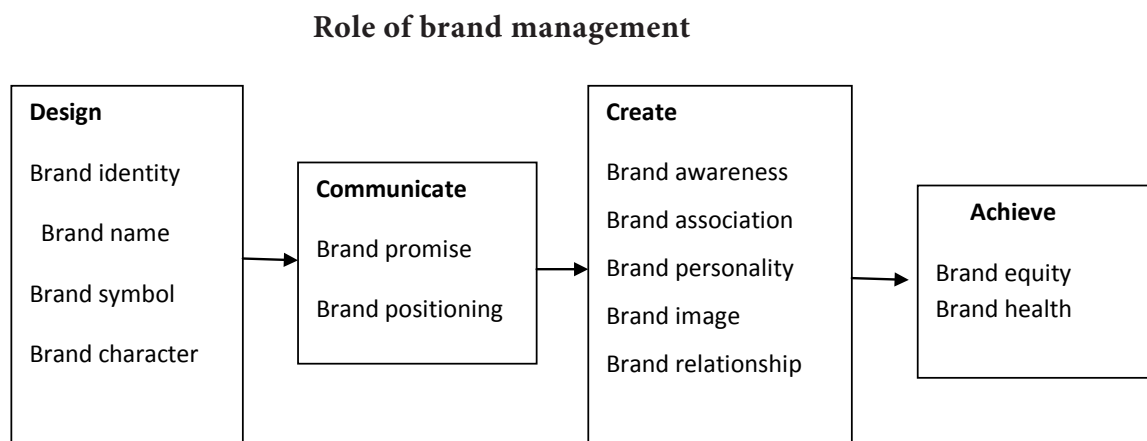 Role of brand management
Design
Brand identity
Brand name
Brand symbol
Brand character
Communicate
Brand promise
Brand positioning
Create
Brand awareness
Brand association
Brand personality
Brand image
Brand relationship
Achieve
Brand equity
Brand health